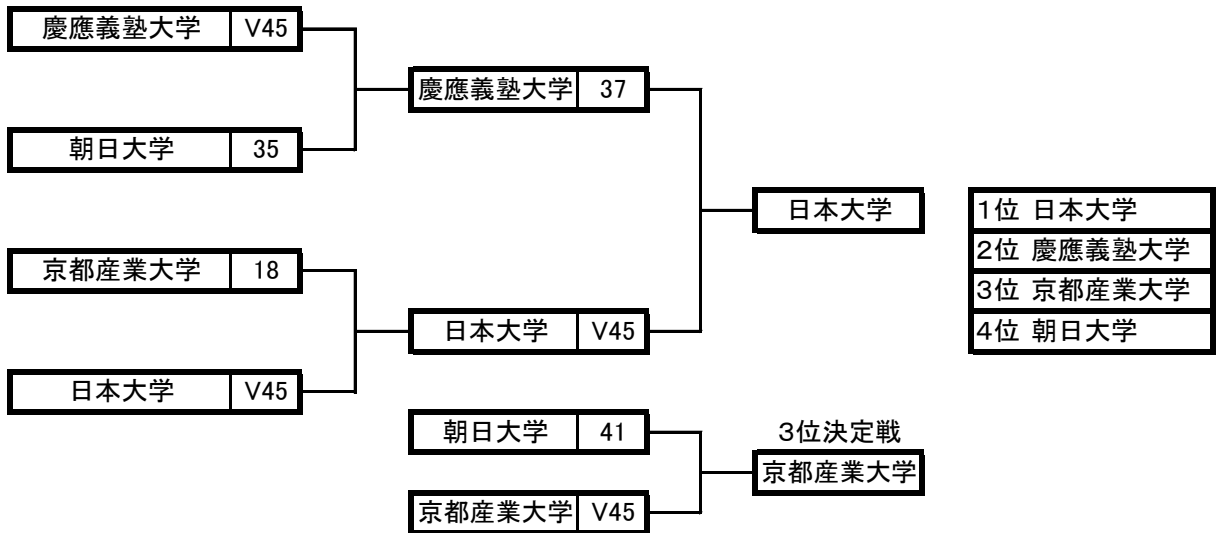 慶應義塾大学 V45
朝日大学 35
京都産業大学 18
日本大学 V45
慶應義塾大学 37
日本大学 V45
日本大学
朝日大学 41
京都産業大学 V45
3位決定戦
京都産業大学
1位 日本大学
2位 慶應義塾大学
3位 京都産業大学
4位 朝日大学